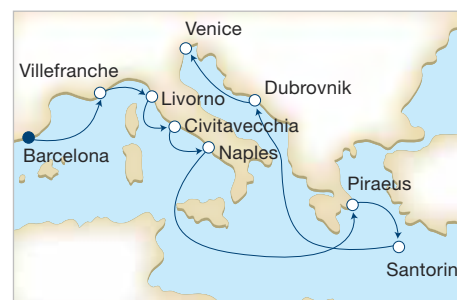 Venice
Villefranche
Livorno
Dubrovnik
Civitavecchia
Barcelona
Naples
Piraeus
Santorin